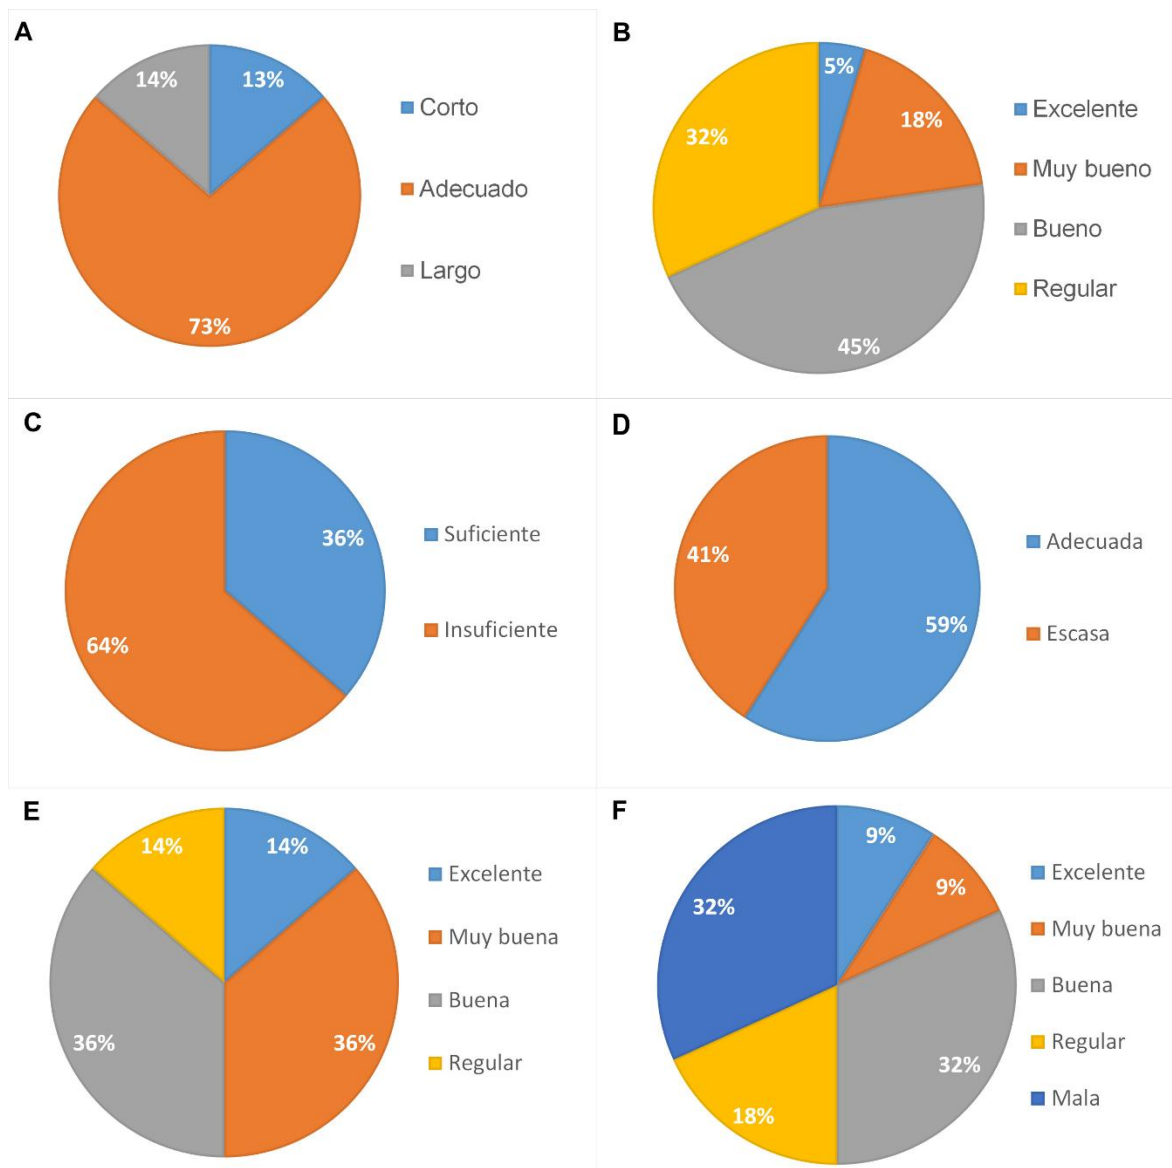 A
14%
13%
73%
Corto
Adecuado
Largo
B
5%
18%
32%
45%
Excelente
Muy bueno
Bueno
Regular
C
36%
64%
Suficiente
Insuficiente
D
41%
59%
Adecuada
Escasa
E
14%
14%
36%
36%
Excelente
Muy buena
Buena
Regular
F
9%
9%
32%
32%
18%
Excelente
Muy buena
Buena
Regular
Mala